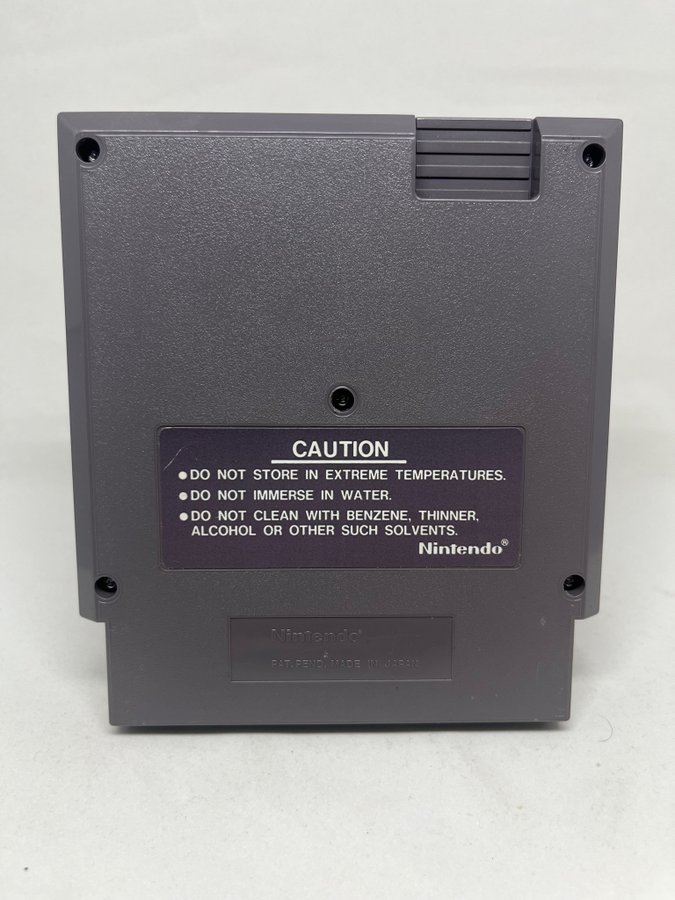 CAUTION
●DO NOT STORE IN EXTREME TEMPERATURES.
●DO NOT IMMERSE IN WATER.
●DO NOT CLEAN WITH BENZENE, THINNER,
ALCOHOL OR OTHER SUCH SOLVENTS.
Nintendo®
Nintendo®
PAT. PEND. MADE IN JAPAN